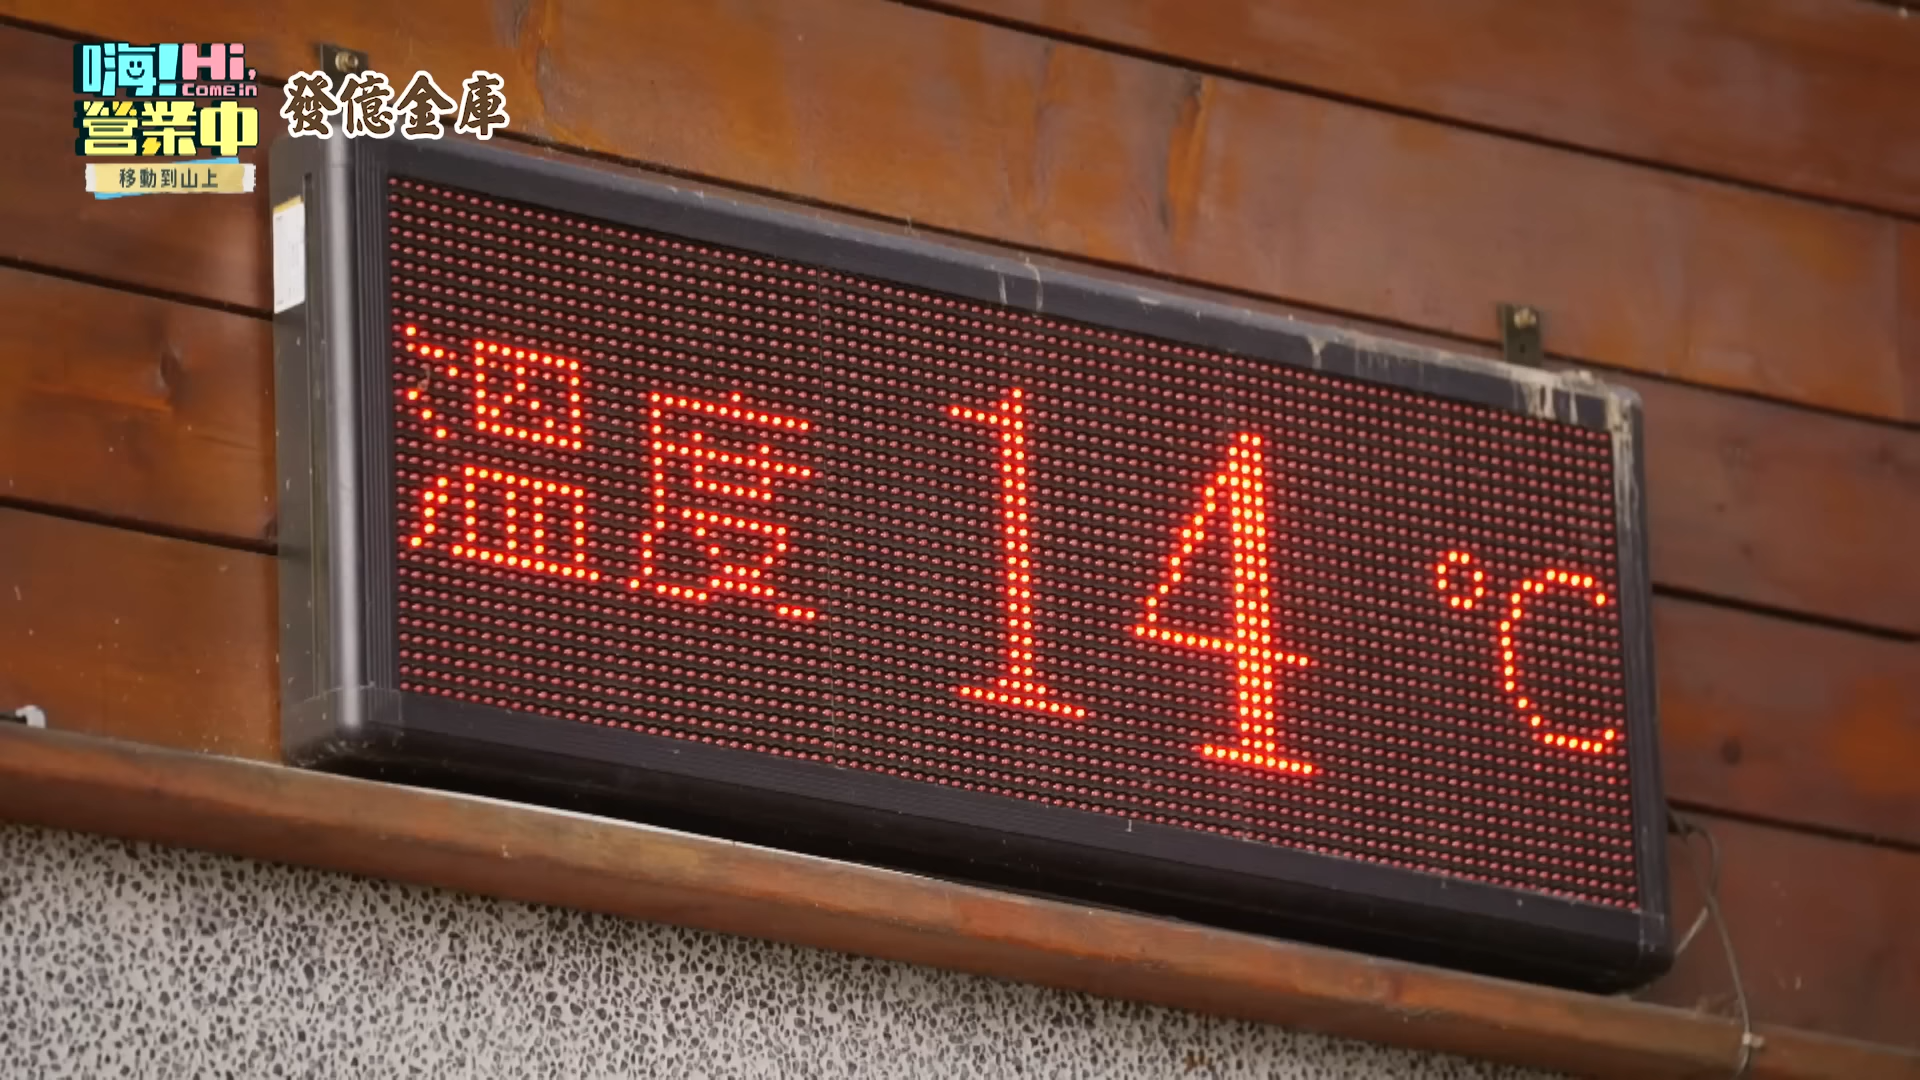 嗨!Hi,
Come in
營業中
移動到山上
發億金庫
溫度 14 ℃